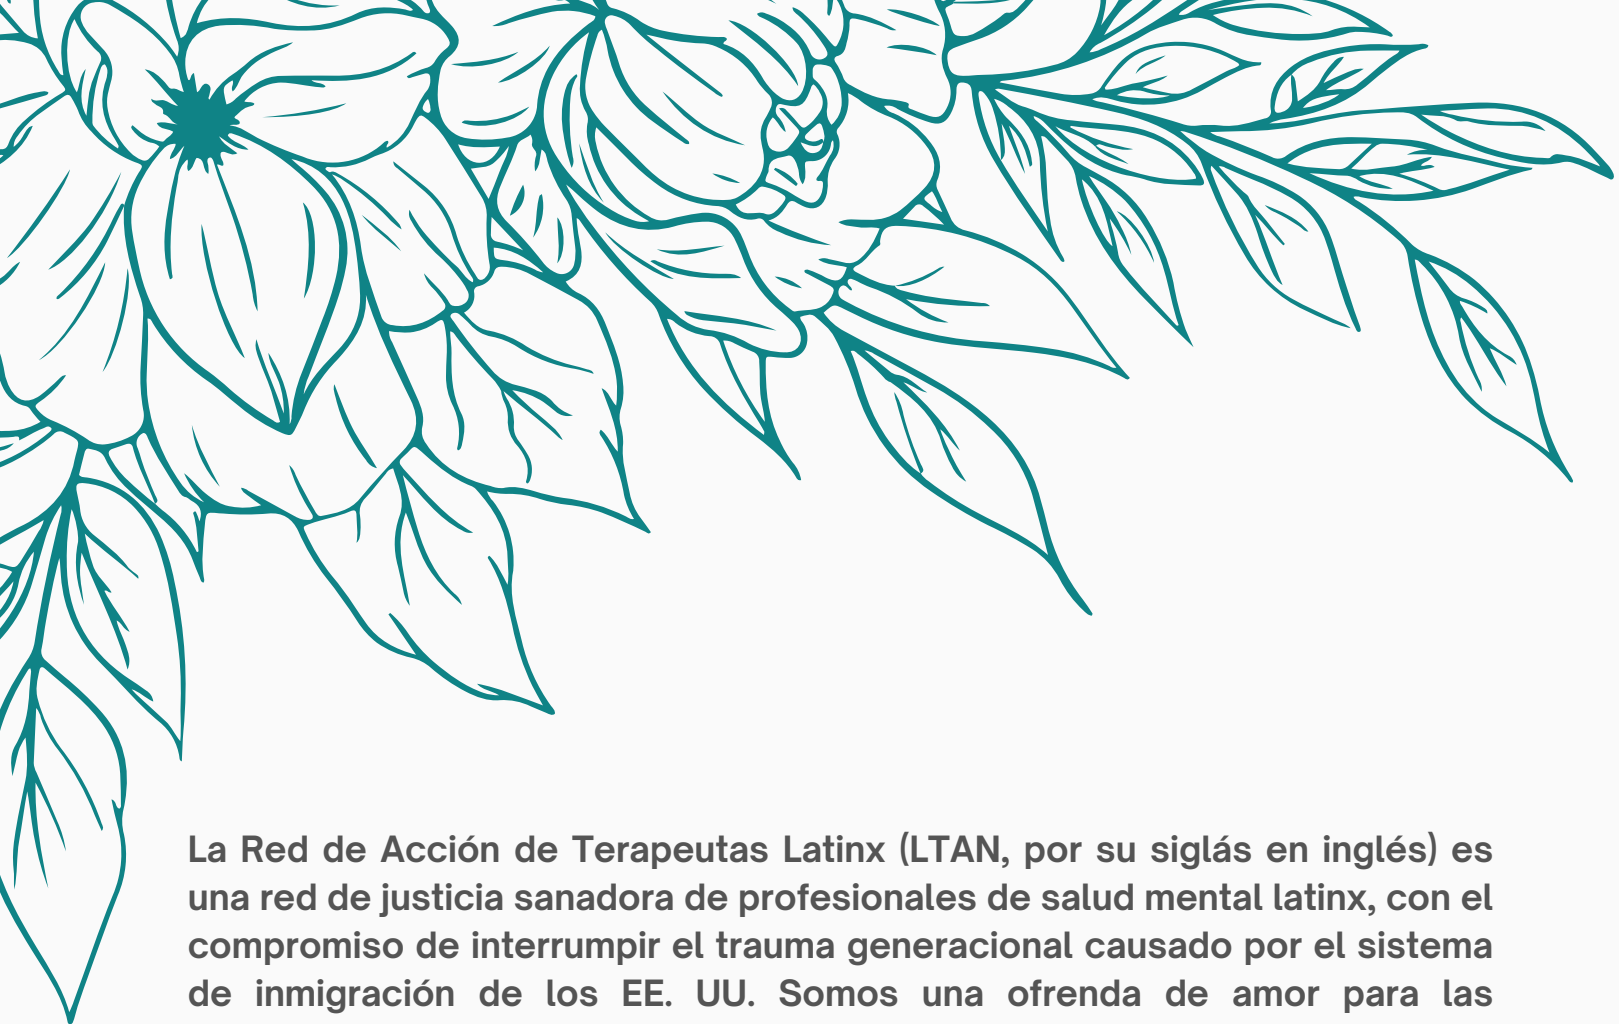 La Red de Acción de Terapeutas Latinx (LTAN, por su siglás en inglés) es
una red de justicia sanadora de profesionales de salud mental latinx, con el
compromiso de interrumpir el trauma generacional causado por el sistema
de inmigración de los EE. UU. Somos una ofrenda de amor para las